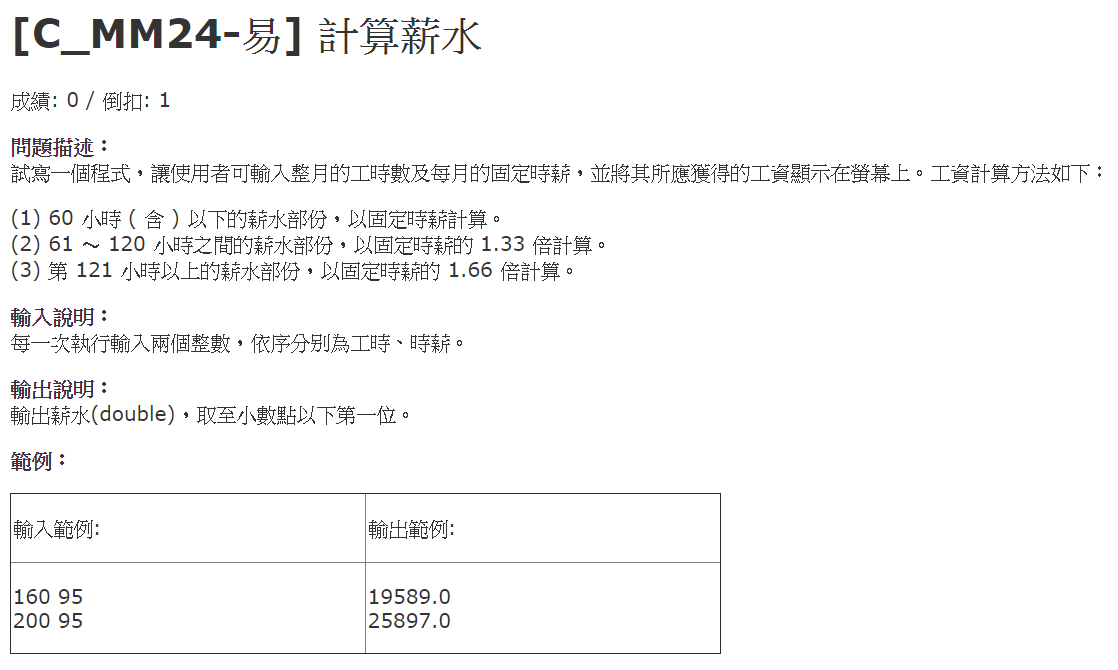 [C_MM24-易] 計算薪水
成績: 0 / 倒扣: 1
問題描述：
試寫一個程式，讓使用者可輸入整月的工時數及每月的固定時薪，並將其所應獲得的工資顯示在螢幕上。工資計算方法如下：
(1) 60 小時 ( 含 ) 以下的薪水部份，以固定時薪計算。
(2) 61 ～ 120 小時之間的薪水部份，以固定時薪的 1.33 倍計算。
(3) 第 121 小時以上的薪水部份，以固定時薪的 1.66 倍計算。
輸入說明：
每一次執行輸入兩個整數，依序分別為工時、時薪。
輸出說明：
輸出薪水(double)，取至小數點以下第一位。
範例：
輸入範例: 輸出範例:
160 95 19589.0
200 95 25897.0